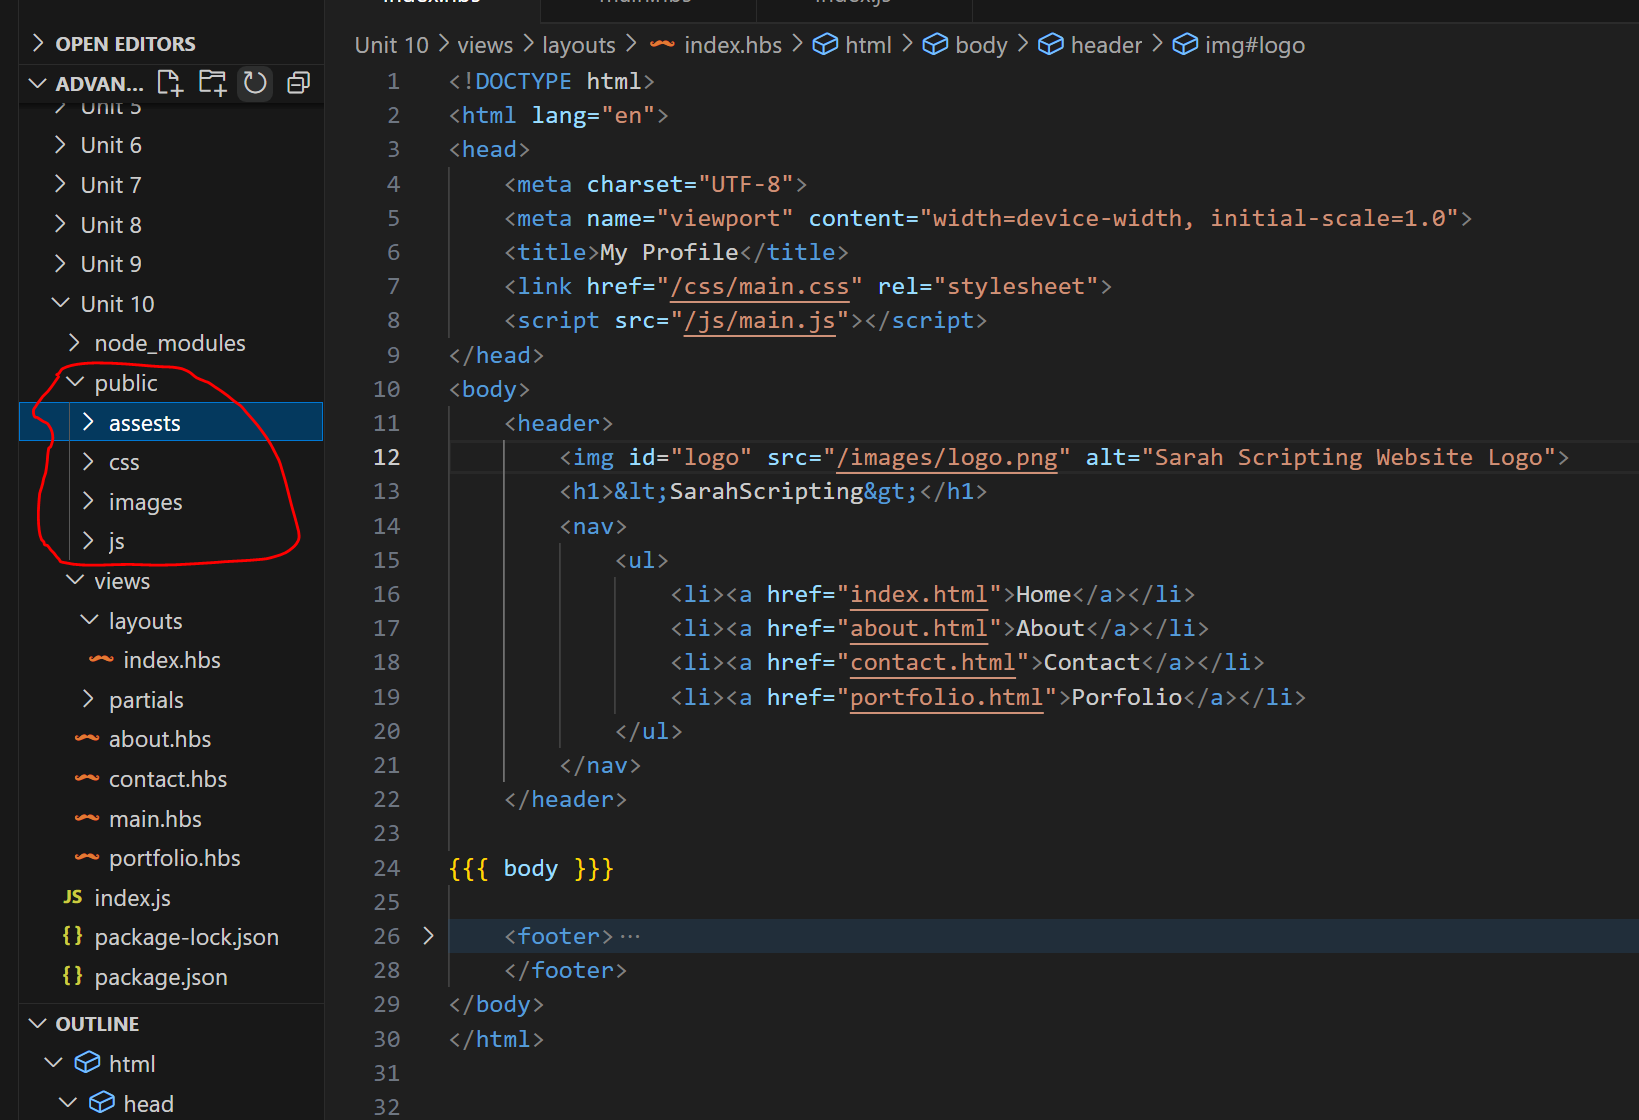 index.hbs
main.hbs
index.js
OPEN EDITORS
ADVAN...
Unit 5
Unit 6
Unit 7
Unit 8
Unit 9
Unit 10
node_modules
public
assests
css
images
js
views
layouts
index.hbs
partials
about.hbs
contact.hbs
main.hbs
portfolio.hbs
JS index.js
{} package-lock.json
{} package.json
OUTLINE
html
head
Unit 10 > views > layouts > index.hbs > html > body > header > img#logo
1 <!DOCTYPE html>
2 <html lang="en">
3 <head>
4 <meta charset="UTF-8">
5 <meta name="viewport" content="width=device-width, initial-scale=1.0">
6 <title>My Profile</title>
7 <link href="/css/main.css" rel="stylesheet">
8 <script src="/js/main.js"></script>
9 </head>
10 <body>
11 <header>
12 <img id="logo" src="/images/logo.png" alt="Sarah Scripting Website Logo">
13 <h1>&lt;SarahScripting&gt;</h1>
14 <nav>
15 <ul>
16 <li><a href="index.html">Home</a></li>
17 <li><a href="about.html">About</a></li>
18 <li><a href="contact.html">Contact</a></li>
19 <li><a href="portfolio.html">Porfolio</a></li>
20 </ul>
21 </nav>
22 </header>
23
24 {{{ body }}}
25
26 <footer>⋯
28 </footer>
29 </body>
30 </html>
31
32